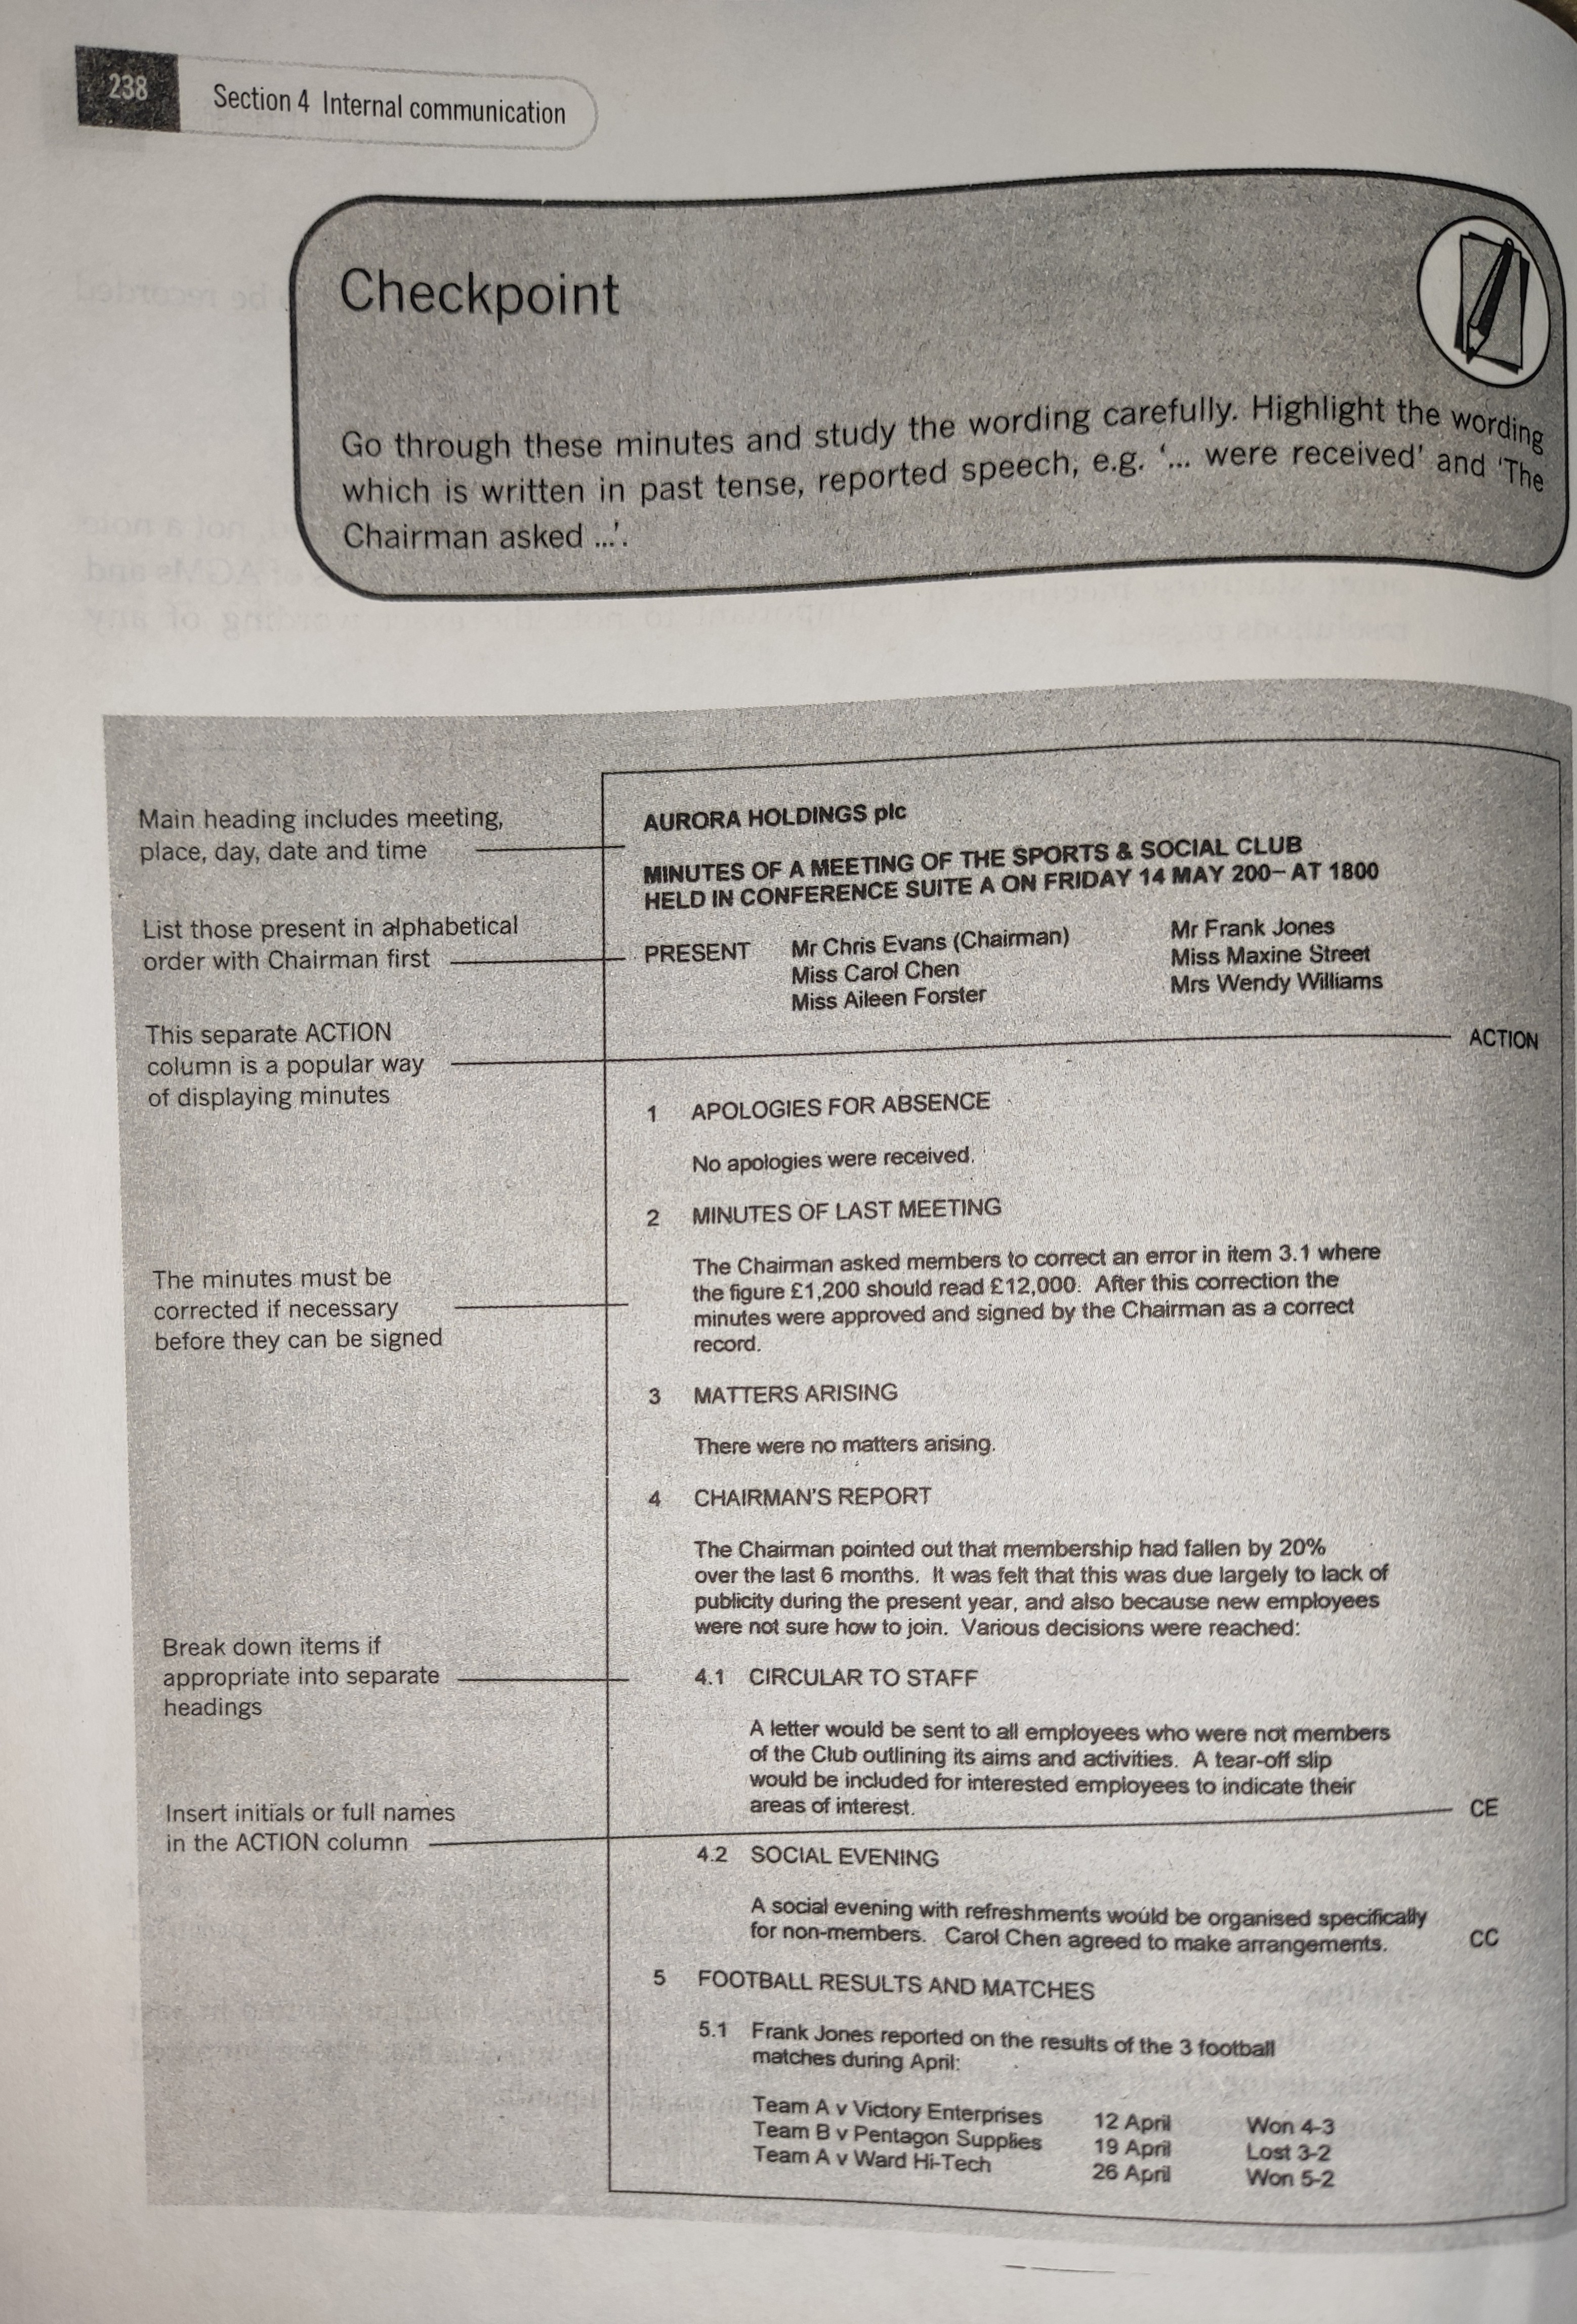 238
Section 4 Internal communication
Checkpoint
Go through these minutes and study the wording carefully. Highlight the wording
which is written in past tense, reported speech, e.g. ‘... were received’ and ‘The
Chairman asked ...’.
Main heading includes meeting,
place, day, date and time
List those present in alphabetical
order with Chairman first
This separate ACTION
column is a popular way
of displaying minutes
The minutes must be
corrected if necessary
before they can be signed
Break down items if
appropriate into separate
headings
Insert initials or full names
in the ACTION column
AURORA HOLDINGS plc
MINUTES OF A MEETING OF THE SPORTS & SOCIAL CLUB
HELD IN CONFERENCE SUITE A ON FRIDAY 14 MAY 200– AT 1800
PRESENT Mr Chris Evans (Chairman) Mr Frank Jones
Miss Carol Chen Miss Maxine Street
Miss Aileen Forster Mrs Wendy Williams
ACTION
1 APOLOGIES FOR ABSENCE
No apologies were received.
2 MINUTES OF LAST MEETING
The Chairman asked members to correct an error in item 3.1 where
the figure £1,200 should read £12,000. After this correction the
minutes were approved and signed by the Chairman as a correct
record.
3 MATTERS ARISING
There were no matters arising.
4 CHAIRMAN'S REPORT
The Chairman pointed out that membership had fallen by 20%
over the last 6 months. It was felt that this was due largely to lack of
publicity during the present year, and also because new employees
were not sure how to join. Various decisions were reached:
4.1 CIRCULAR TO STAFF
A letter would be sent to all employees who were not members
of the Club outlining its aims and activities. A tear-off slip
would be included for interested employees to indicate their
areas of interest. CE
4.2 SOCIAL EVENING
A social evening with refreshments would be organised specifically
for non-members. Carol Chen agreed to make arrangements. CC
5 FOOTBALL RESULTS AND MATCHES
5.1 Frank Jones reported on the results of the 3 football
matches during April:
Team A v Victory Enterprises 12 April Won 4-3
Team B v Pentagon Supplies 19 April Lost 3-2
Team A v Ward Hi-Tech 26 April Won 5-2